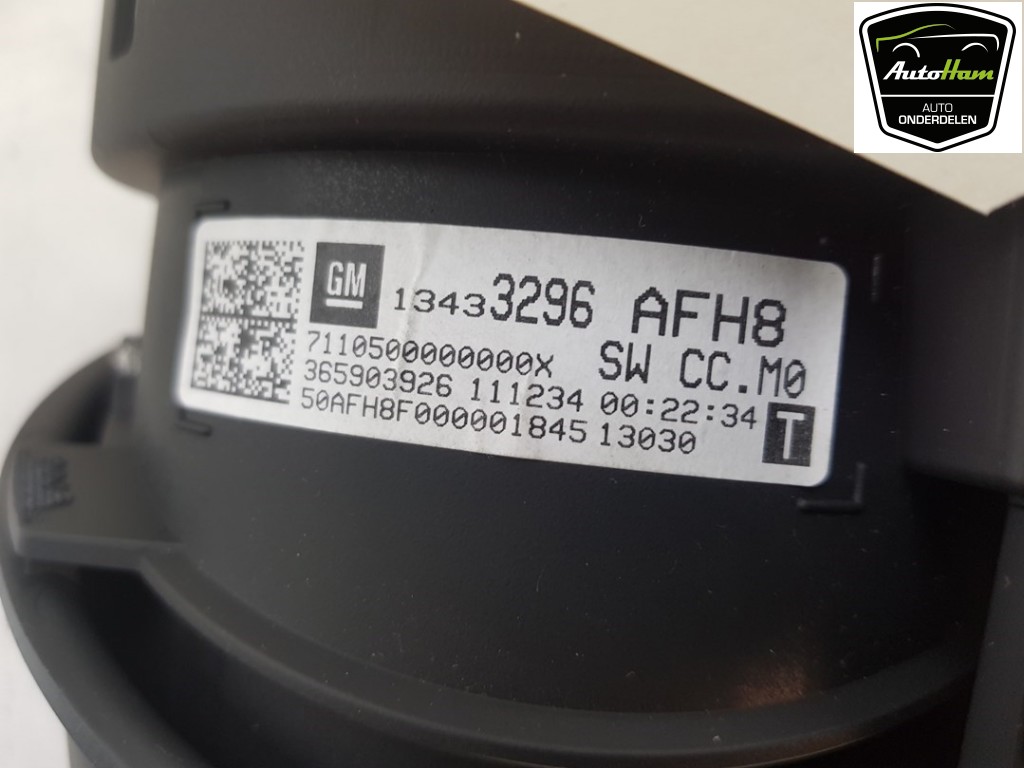 AutoHam
AUTO
ONDERDELEN
GM
13433296 AFH8
7110500000000X SW CC.M0
365903926 111234 00:22:34
50AFH8F000001845 13030
T